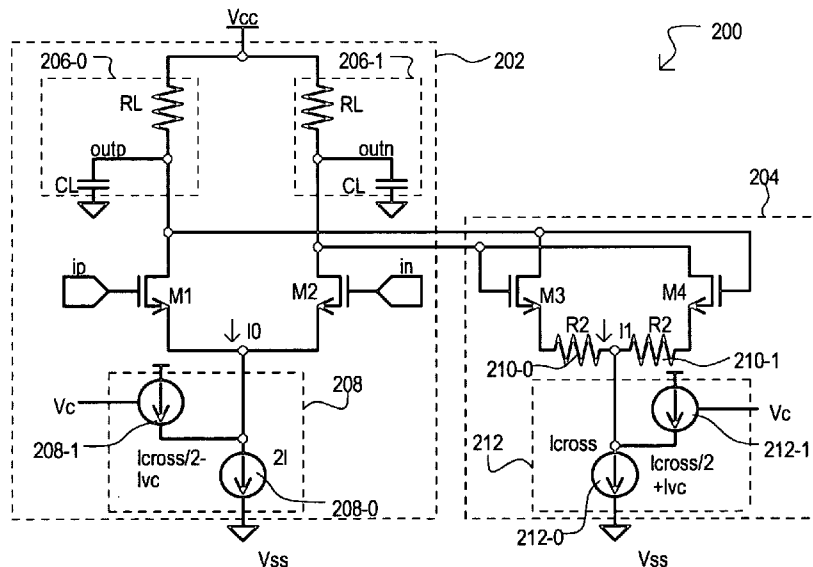 Vcc
200
206-0
206-1
202
RL
RL
outp
outn
CL
CL
204
ip
in
M1
M2
M3
M4
I0
R2
I1
R2
210-0
210-1
208
Vc
Vc
208-1
212
Icross
212-1
Icross/2-
Ivc
2I
Icross/2
+Ivc
208-0
212-0
Vss
Vss